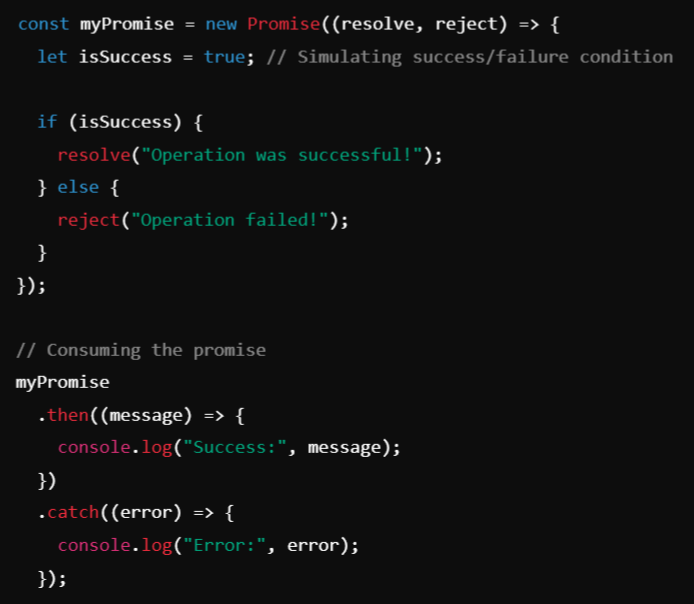 const myPromise = new Promise((resolve, reject) => {
  let isSuccess = true; // Simulating success/failure condition

  if (isSuccess) {
    resolve("Operation was successful!");
  } else {
    reject("Operation failed!");
  }
});

// Consuming the promise
myPromise
  .then((message) => {
    console.log("Success:", message);
  })
  .catch((error) => {
    console.log("Error:", error);
  });